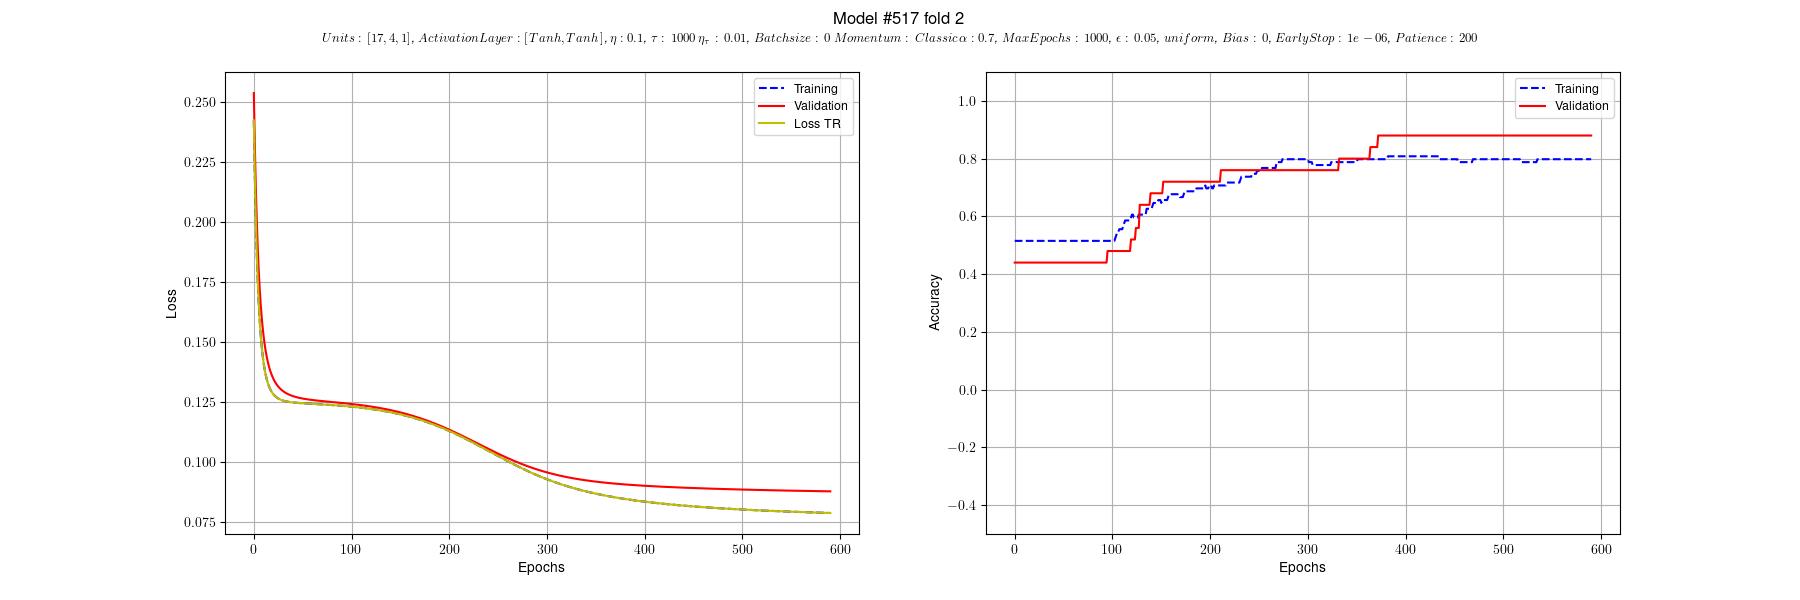 Model #517 fold 2
Units : [17, 4, 1], ActivationLayer : [Tanh, Tanh], η : 0.1, τ : 1000 ητ : 0.01, Batchsize : 0 Momentum : Classicα : 0.7, MaxEpochs : 1000, ϵ : 0.05, uniform, Bias : 0, EarlyStop : 1e − 06, Patience : 200
Training
Validation
Loss TR
0.250
0.225
0.200
0.175
0.150
0.125
0.100
0.075
Loss
0 100 200 300 400 500 600
Epochs
Training
Validation
1.0
0.8
0.6
0.4
0.2
0.0
−0.2
−0.4
Accuracy
0 100 200 300 400 500 600
Epochs